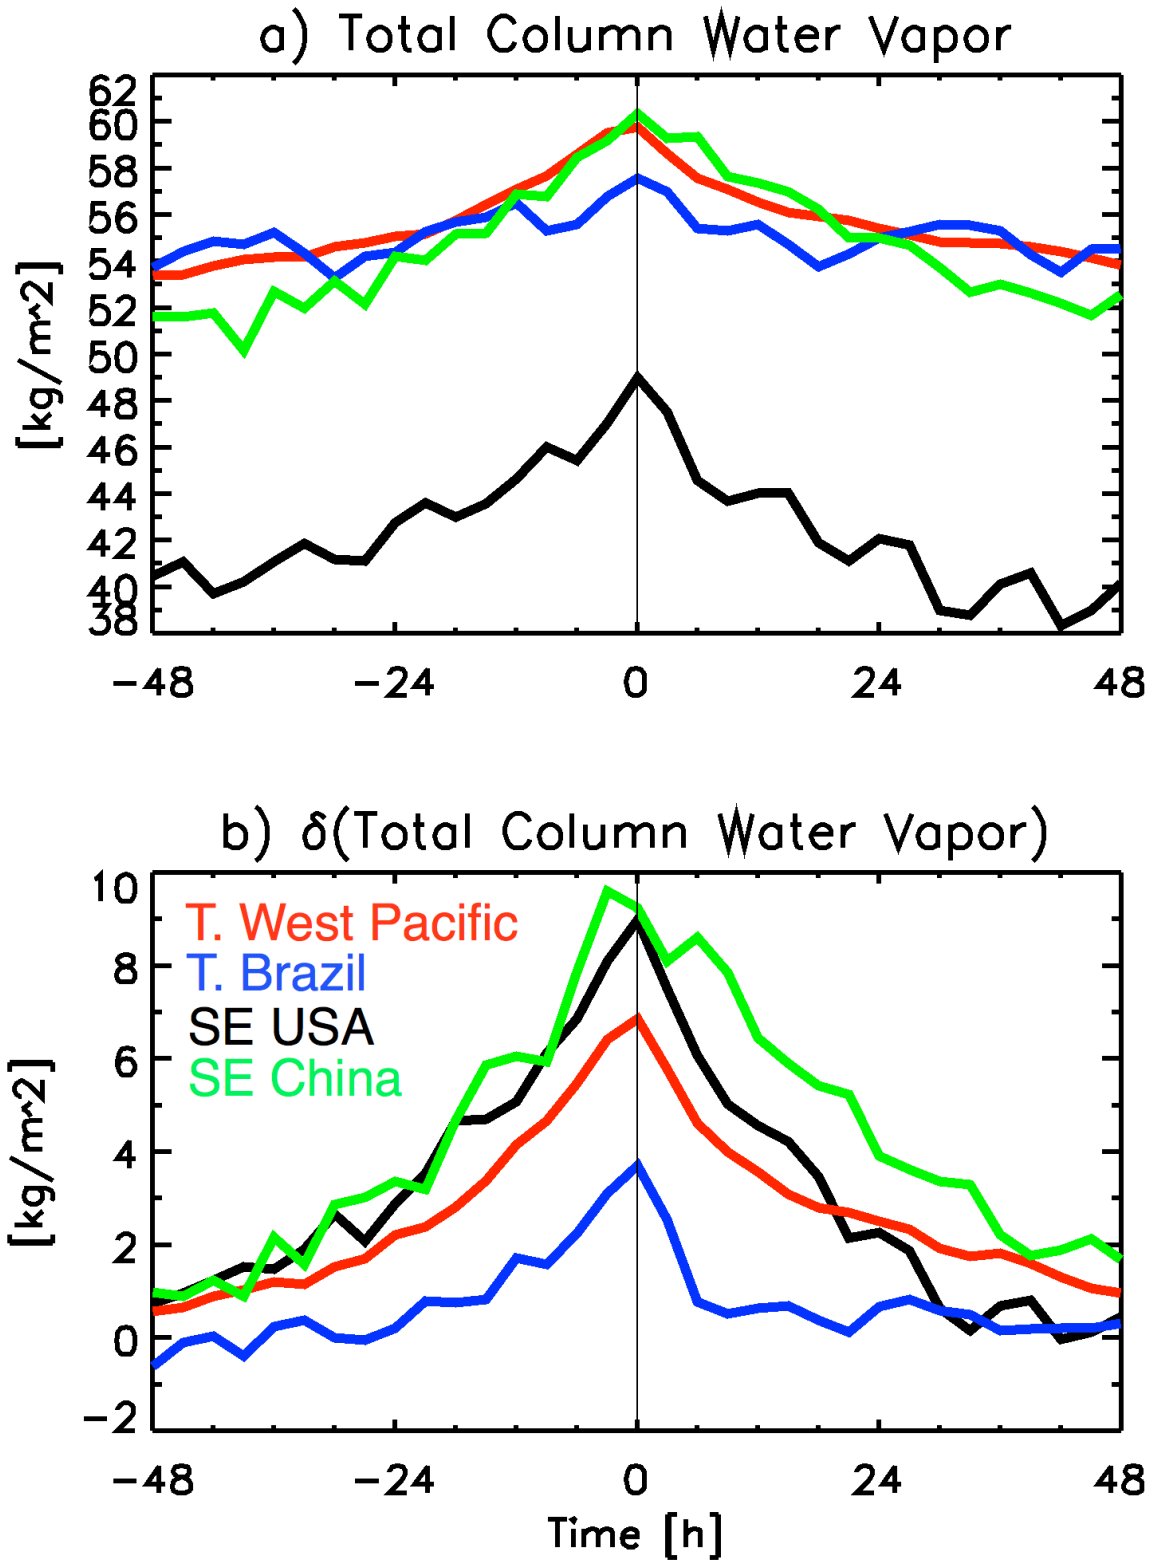 a) Total Column Water Vapor
62
60
58
56
54
52
50
48
46
44
42
40
38
[kg/m^2]
-48 -24 0 24 48
b) δ(Total Column Water Vapor)
10
8
6
4
2
0
-2
[kg/m^2]
T. West Pacific
T. Brazil
SE USA
SE China
-48 -24 0 24 48
Time [h]